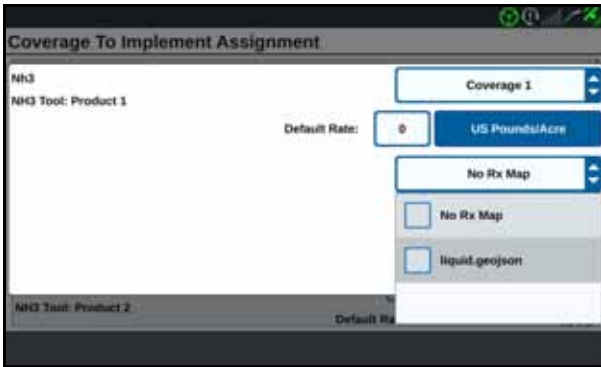 Coverage To Implement Assignment
Nh3
Coverage 1
NH3 Tool: Product 1
Default Rate:
0
US Pounds/Acre
No Rx Map
No Rx Map
liquid.geojson
NH3 Tool: Product 2
Default Ra